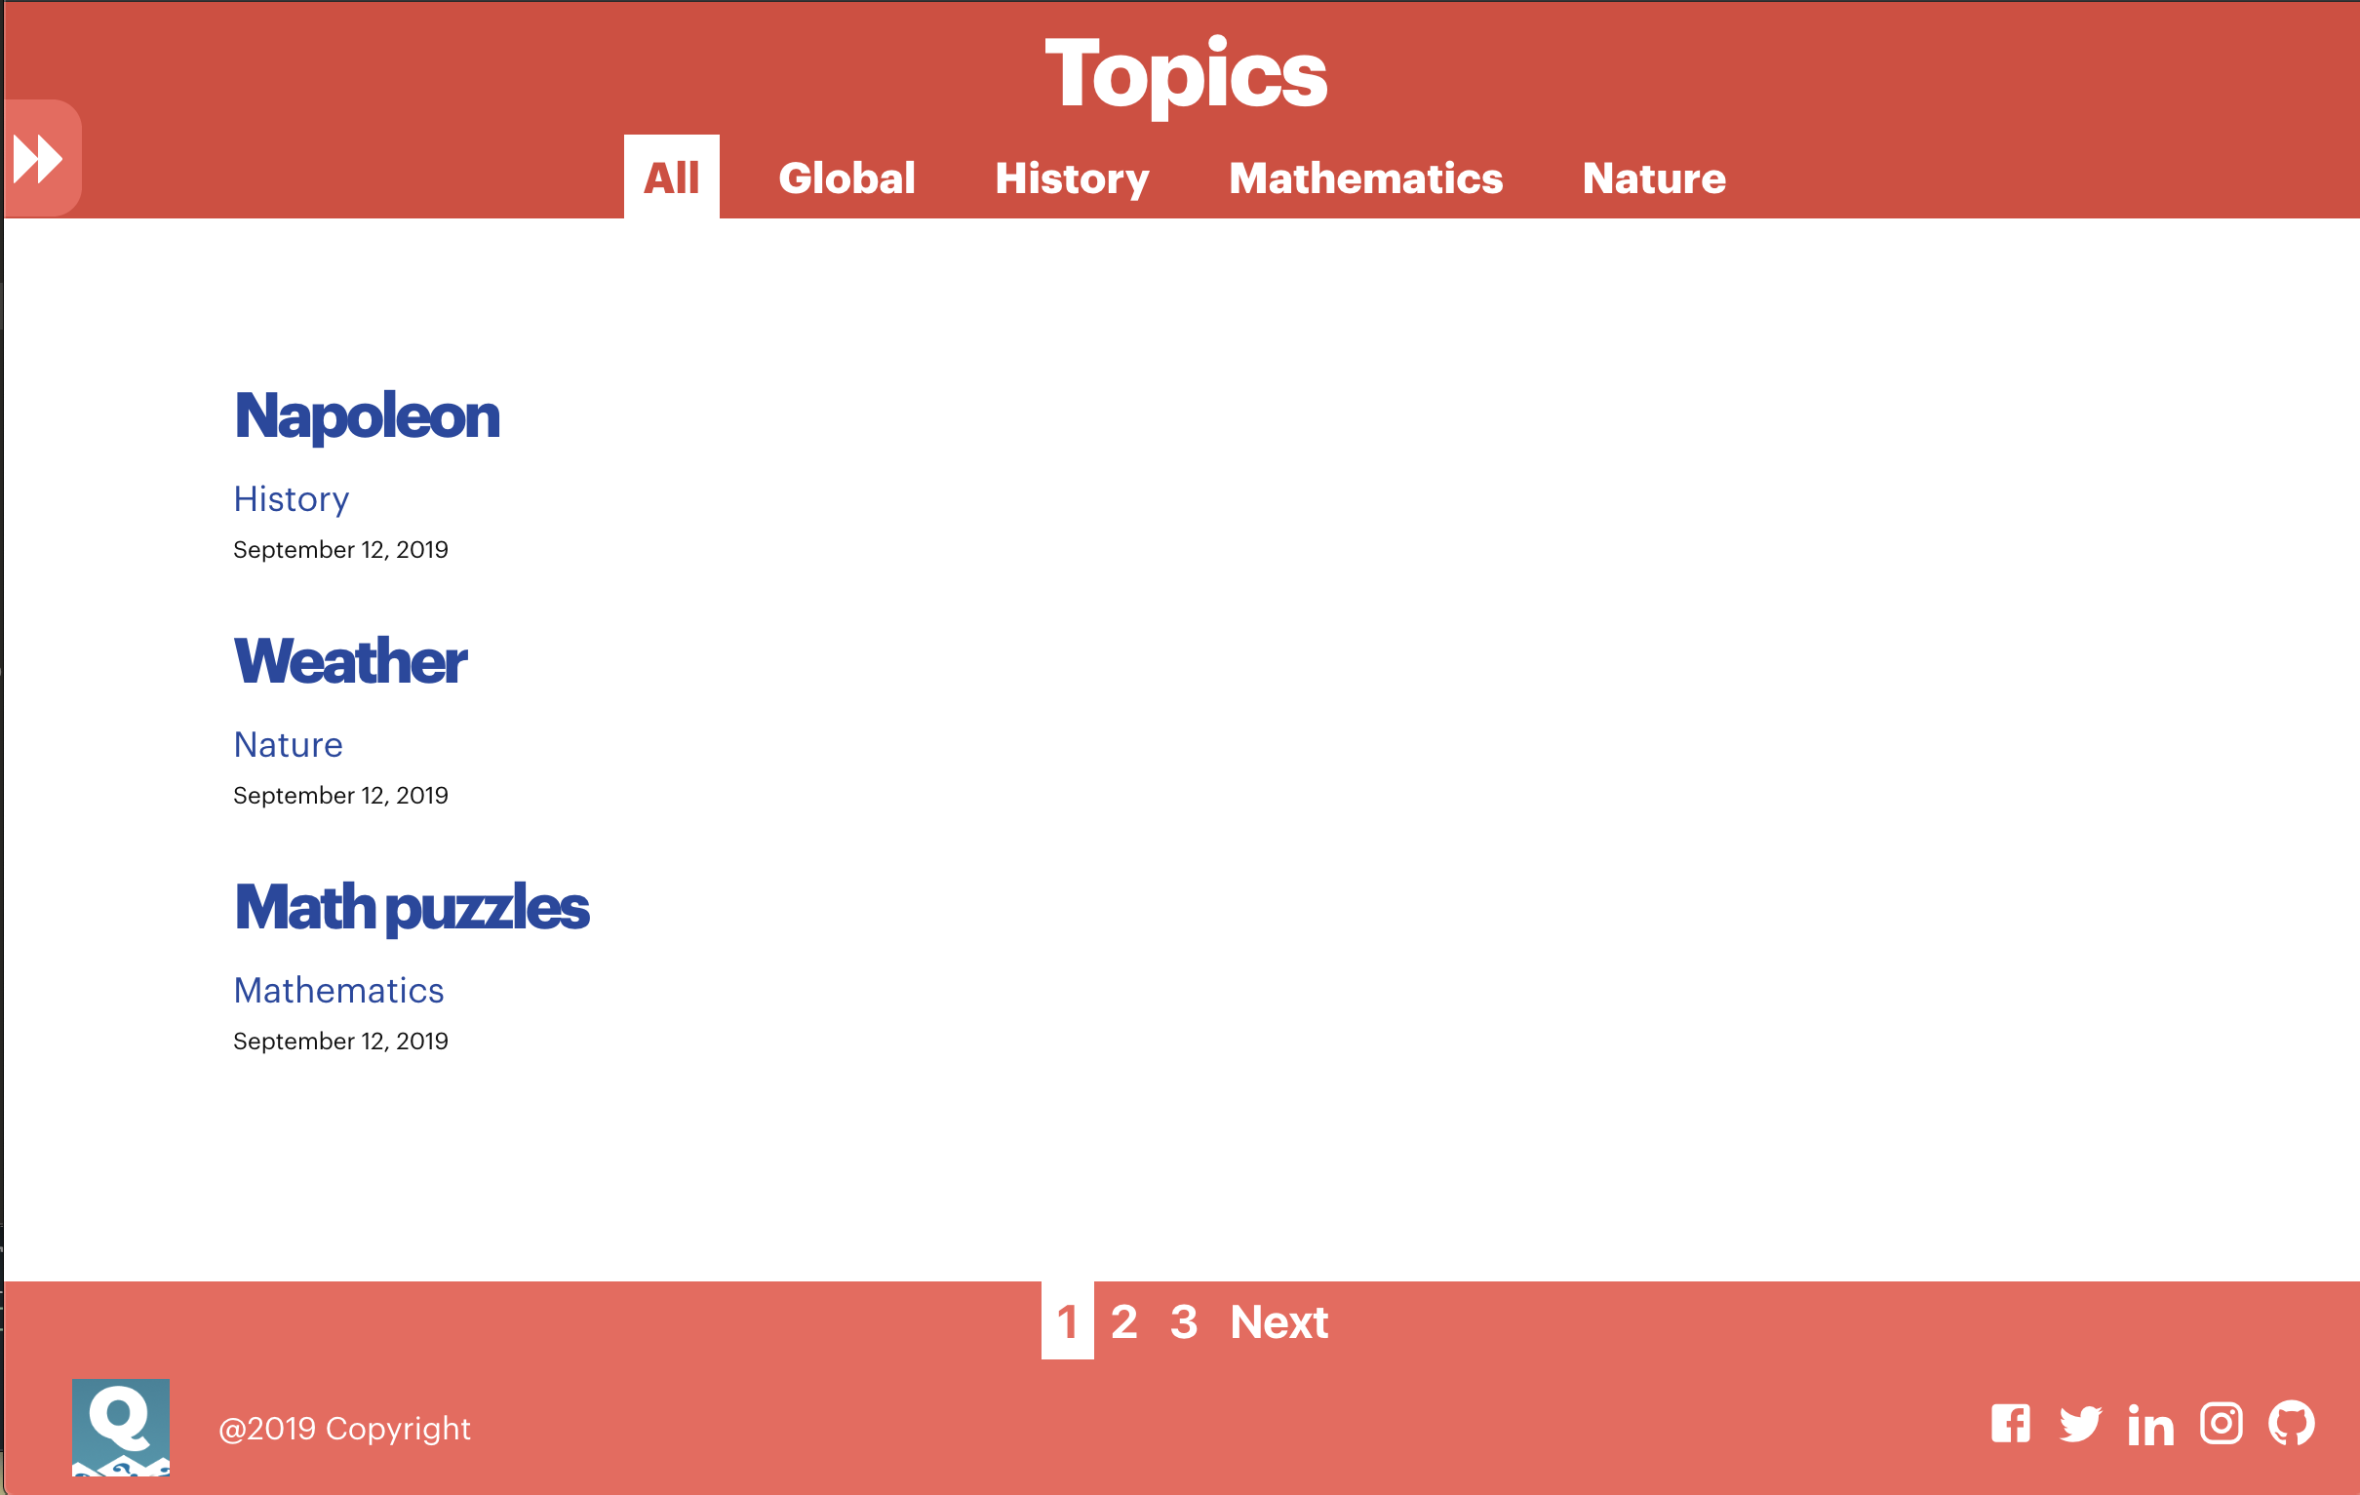 Topics
All Global History Mathematics Nature
Napoleon
History
September 12, 2019
Weather
Nature
September 12, 2019
Math puzzles
Mathematics
September 12, 2019
1 2 3 Next
Q
@2019 Copyright